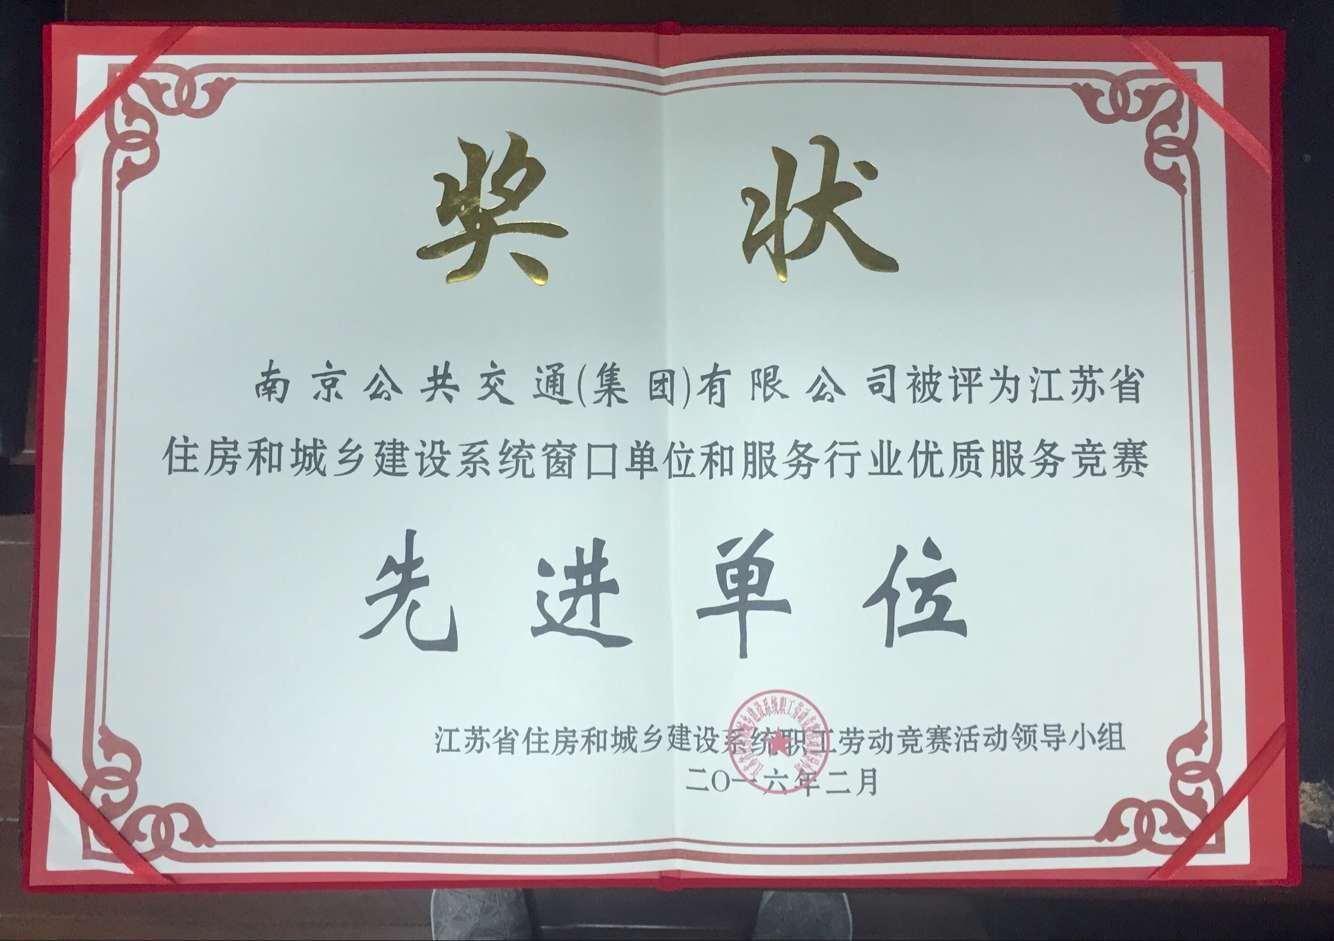 奖状
南京公共交通(集团)有限公司被评为江苏省
住房和城乡建设系统窗口单位和服务行业优质服务竞赛
先进单位
江苏省住房和城乡建设系统职工劳动竞赛活动领导小组
二〇一六年二月